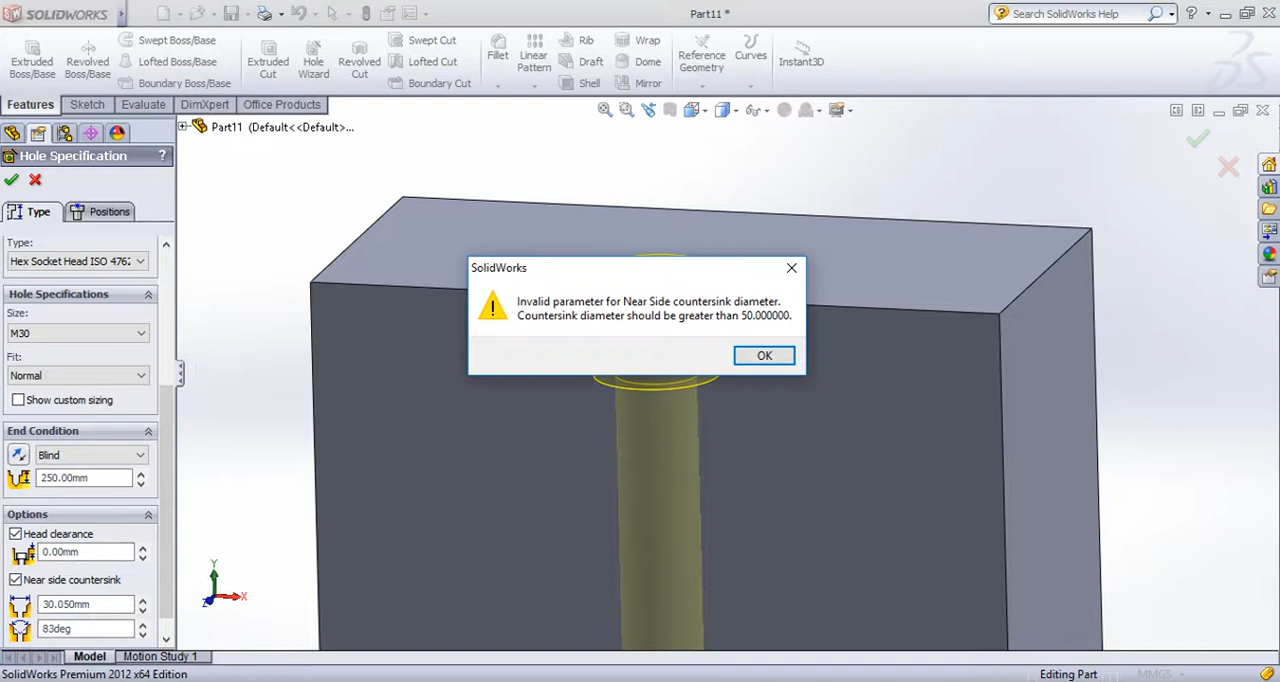 SOLIDWORKS
Part11 *
Search SolidWorks Help
Extruded Boss/Base
Revolved Boss/Base
Swept Boss/Base
Lofted Boss/Base
Boundary Boss/Base
Extruded Cut
Hole Wizard
Revolved Cut
Swept Cut
Lofted Cut
Boundary Cut
Fillet
Linear Pattern
Rib
Draft
Shell
Wrap
Dome
Mirror
Reference Geometry
Curves
Instant3D
Features
Sketch
Evaluate
DimXpert
Office Products
Part11 (Default<<Default>...
Hole Specification
?
Type
Positions
Type:
Hex Socket Head ISO 4762
Hole Specifications
Size:
M30
Fit:
Normal
Show custom sizing
End Condition
Blind
250.00mm
Options
Head clearance
0.00mm
Near side countersink
30.050mm
83deg
SolidWorks
Invalid parameter for Near Side countersink diameter.
Countersink diameter should be greater than 50.000000.
OK
Y
X
Z
Model
Motion Study 1
SolidWorks Premium 2012 x64 Edition
Editing Part
MMGS